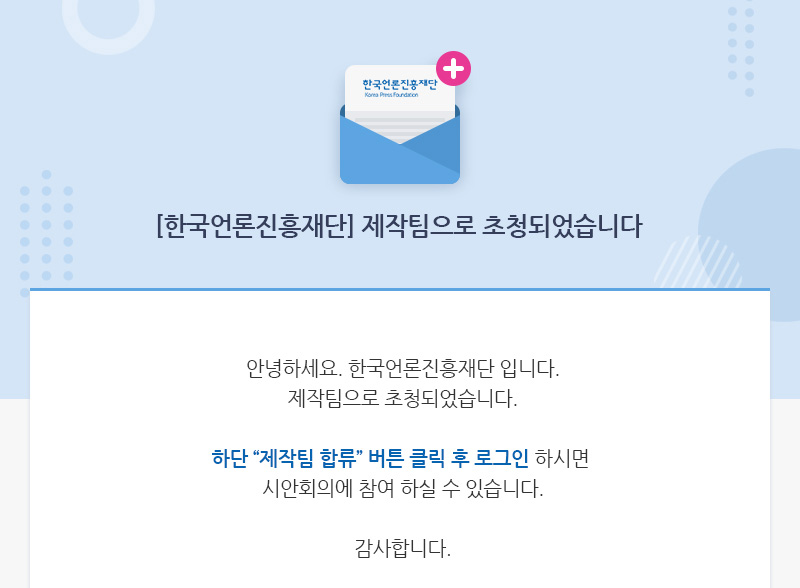 한국언론진흥재단
Korea Press Foundation
[한국언론진흥재단] 제작팀으로 초청되었습니다
안녕하세요. 한국언론진흥재단 입니다.
제작팀으로 초청되었습니다.
하단 “제작팀 합류” 버튼 클릭 후 로그인 하시면
시안회의에 참여 하실 수 있습니다.
감사합니다.